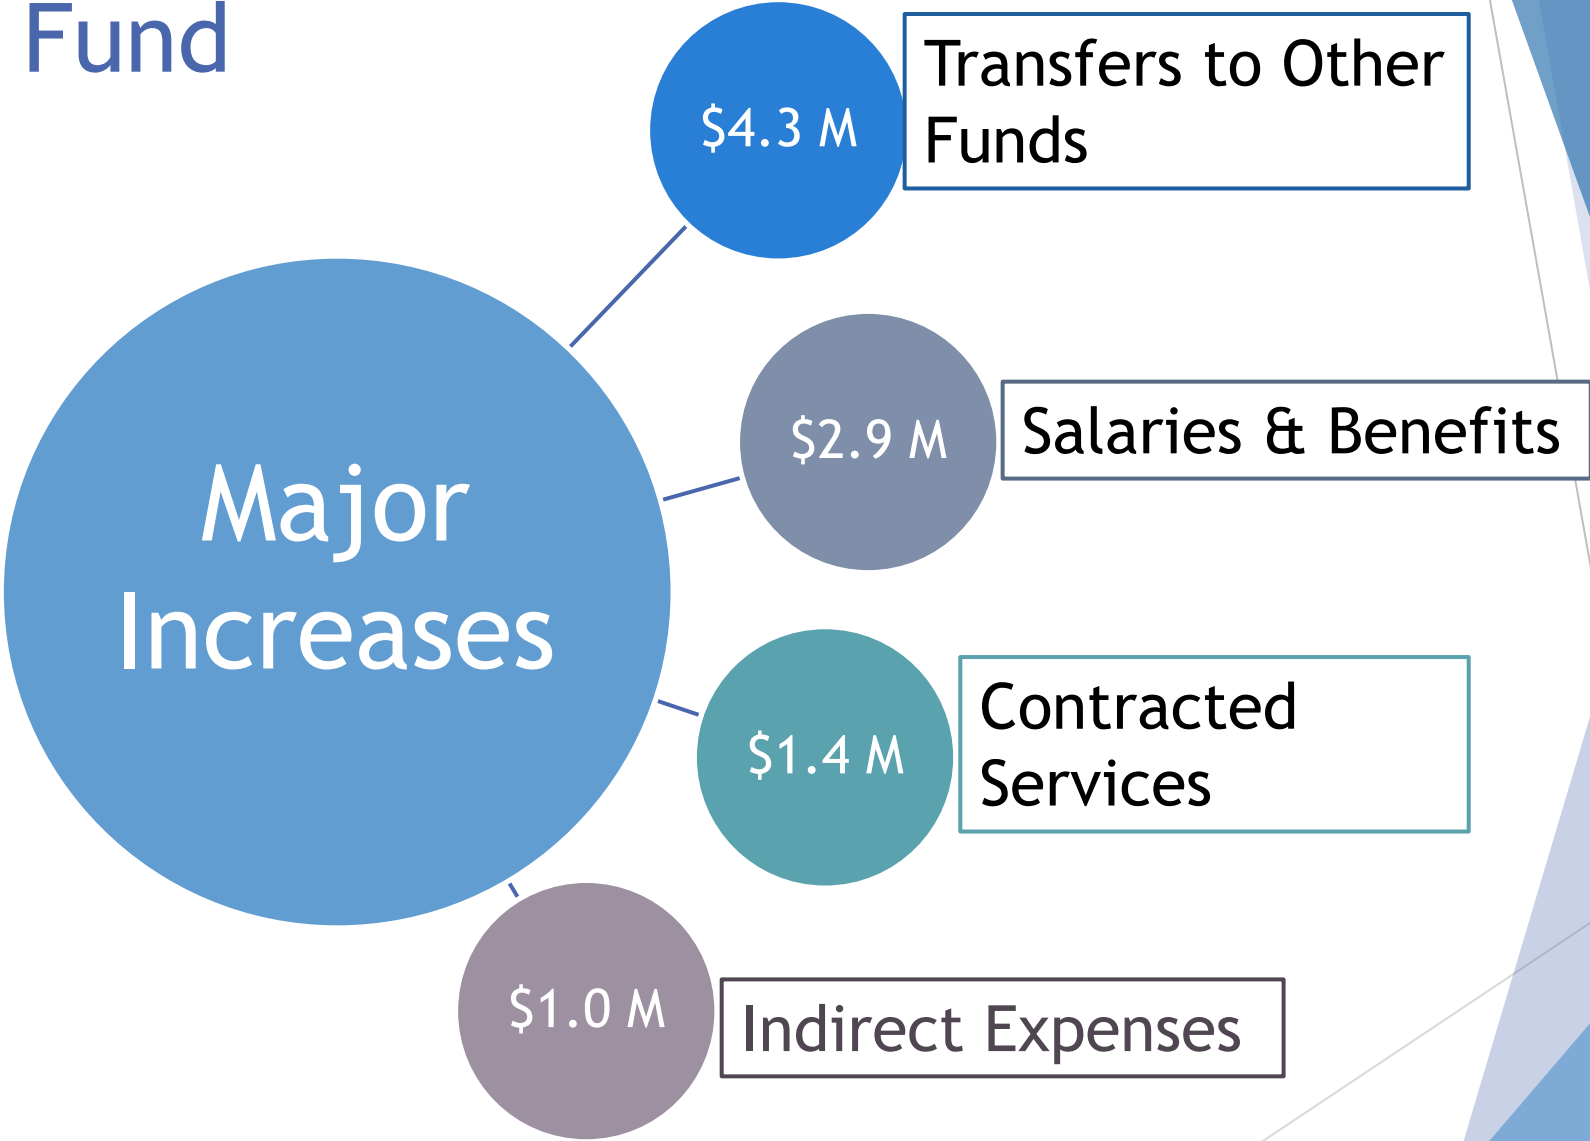 Fund
$4.3 M
Transfers to Other
Funds
$2.9 M
Salaries & Benefits
Major
Increases
$1.4 M
Contracted
Services
$1.0 M
Indirect Expenses